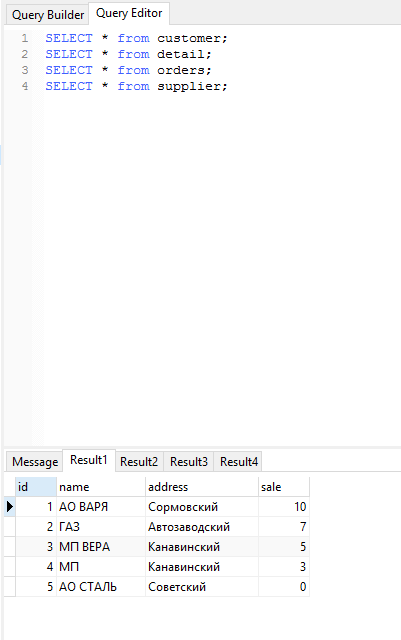 Query Builder Query Editor
1 SELECT * from customer;
2 SELECT * from detail;
3 SELECT * from orders;
4 SELECT * from supplier;
Message Result1 Result2 Result3 Result4
id name address sale
1 АО ВАРЯ Сормовский 10
2 ГАЗ Автозаводский 7
3 МП ВЕРА Канавинский 5
4 МП Канавинский 3
5 АО СТАЛЬ Советский 0